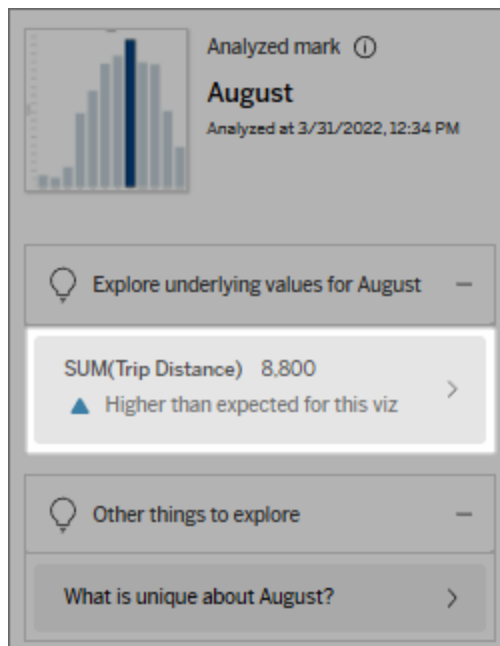 Analyzed mark
August
Analyzed at 3/31/2022, 12:34 PM
Explore underlying values for August
SUM(Trip Distance) 8,800
Higher than expected for this viz
Other things to explore
What is unique about August?